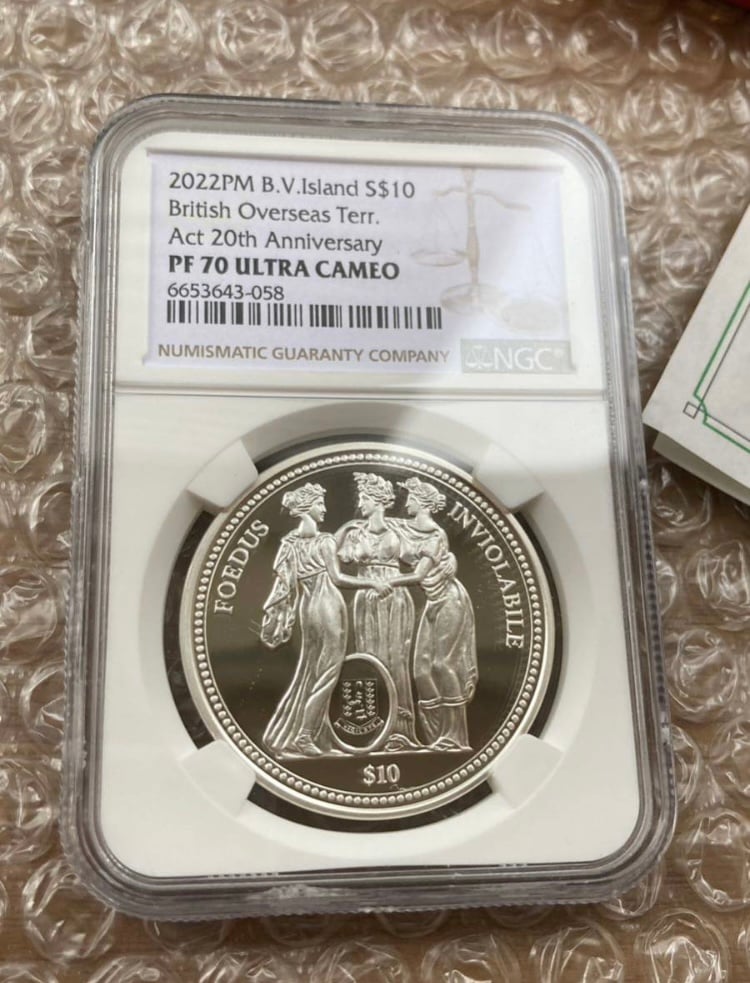 2022PM B.V.Island S$10
British Overseas Terr.
Act 20th Anniversary
PF 70 ULTRA CAMEO
6653643-058
NUMISMATIC GUARANTY COMPANY
NGC®
FOEDUS INVIOLABILE
$10